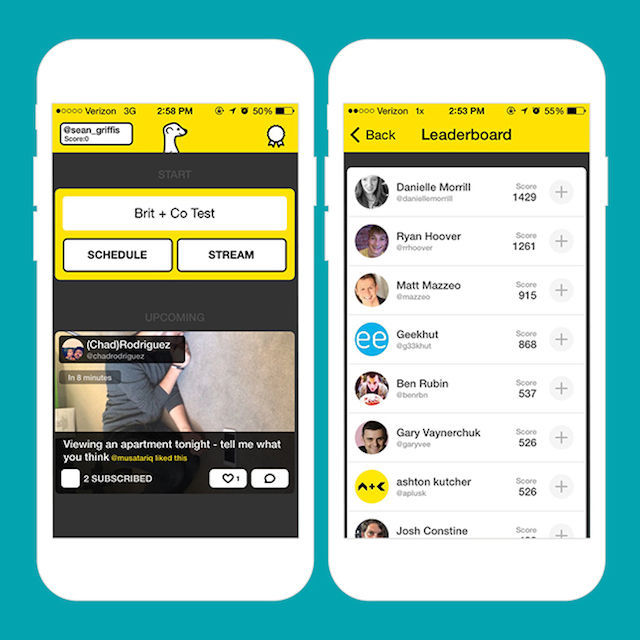 Verizon 3G 2:58 PM 50%
@sean_griffis
Score:0
START
Brit + Co Test
SCHEDULE STREAM
UPCOMING
(Chad)Rodriguez
@chadrodriguez
In 8 minutes
Viewing an apartment tonight - tell me what
you think @musatariq liked this
2 SUBSCRIBED 1
Verizon 1x 2:53 PM 55%
Back Leaderboard
Danielle Morrill Score
@daniellemorrill 1429
Ryan Hoover Score
@rrhoover 1261
Matt Mazzeo Score
@mazzeo 915
ee
Geekhut Score
@g33khut 868
Ben Rubin Score
@benrbn 537
Gary Vaynerchuk Score
@garyvee 526
A+K
ashton kutcher Score
@aplusk 526
Josh Constine Score